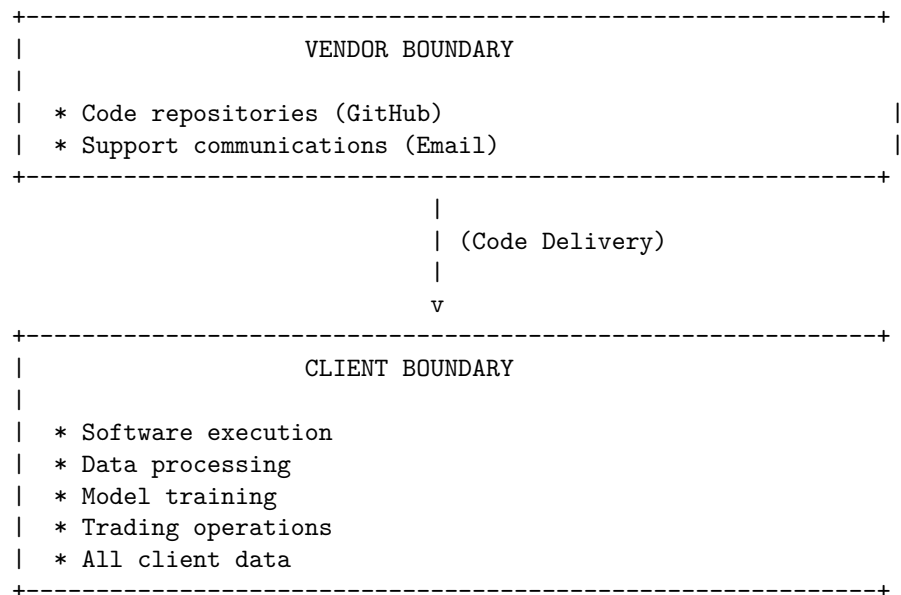 +-------------------------------------------------------------+
|                    VENDOR BOUNDARY
|
|  * Code repositories (GitHub)                                |
|  * Support communications (Email)                            |
+-------------------------------------------------------------+
                              |
                              | (Code Delivery)
                              |
                              v
+-------------------------------------------------------------+
|                    CLIENT BOUNDARY
|
|  * Software execution
|  * Data processing
|  * Model training
|  * Trading operations
|  * All client data
+-------------------------------------------------------------+